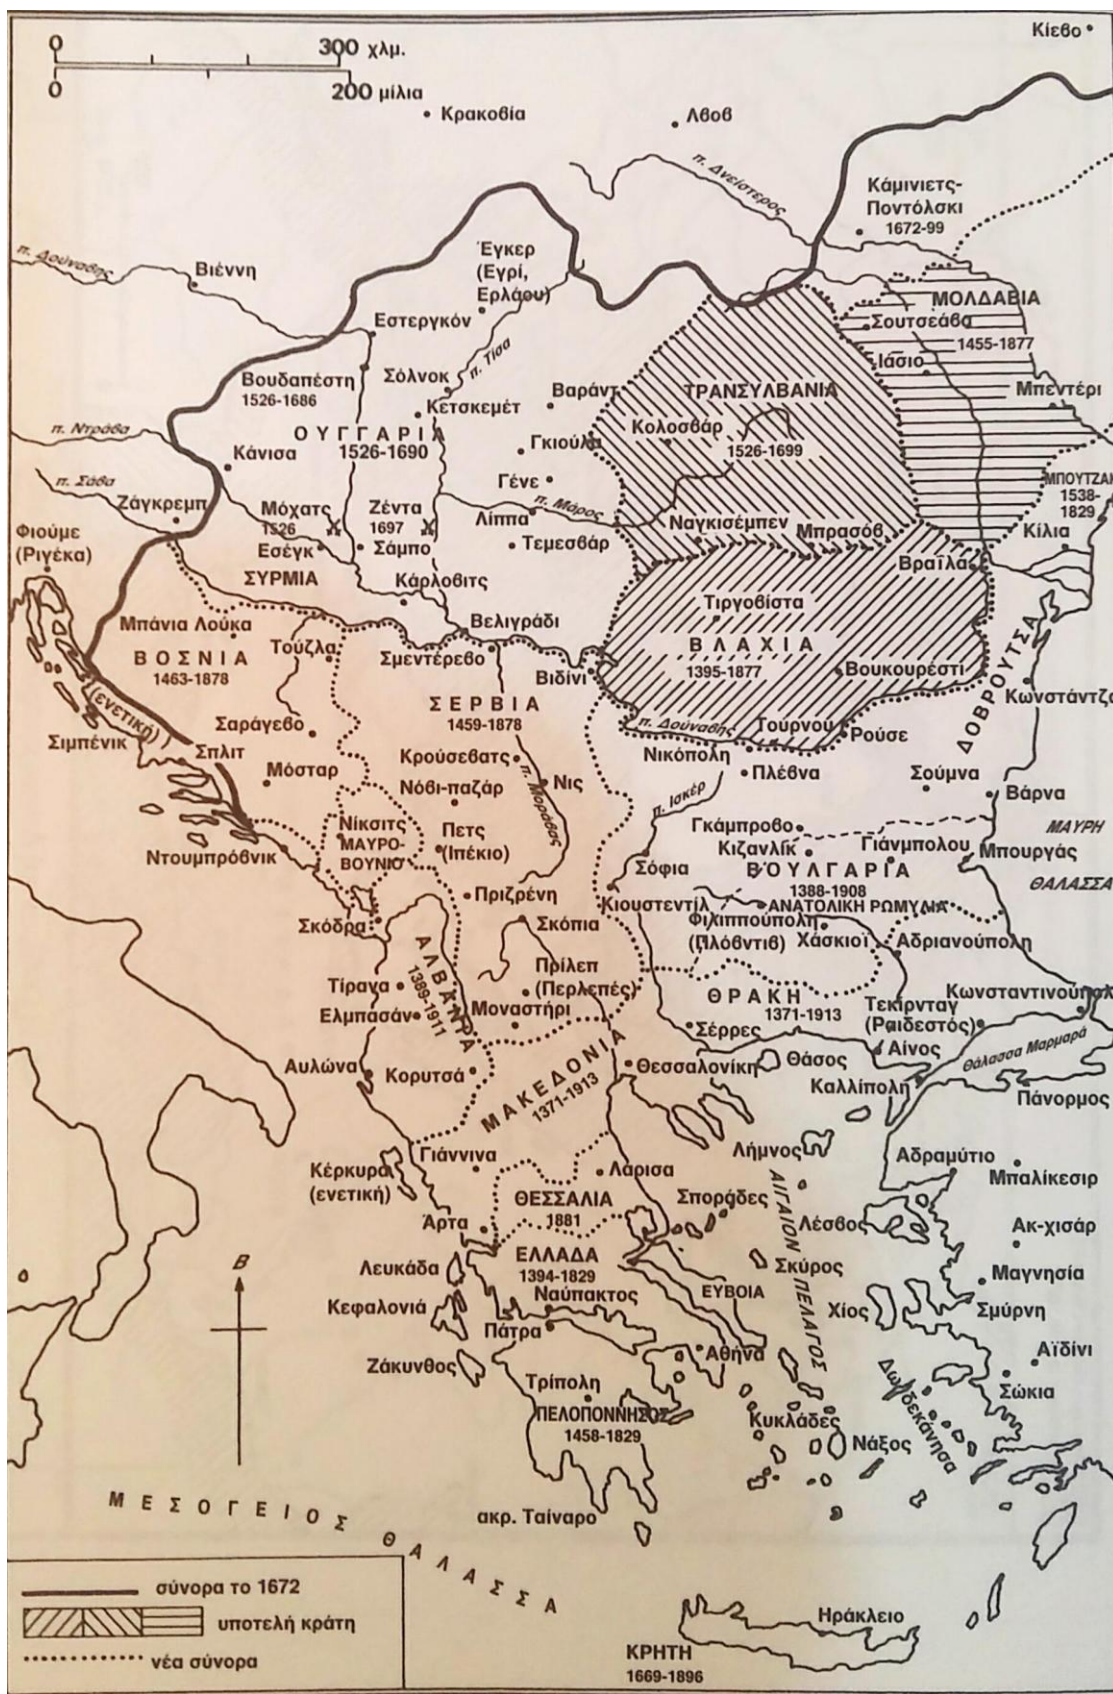 Κίεβο
0 300 χλμ.
0 200 μίλια
Κρακοβία
Λβοβ
π. Δνείστερος
Κάμινιετς-
Ποντόλσκι
1672-99
π. Δούναβης
Βιέννη
Έγκερ
(Εγρί,
Ερλάου)
ΜΟΛΔΑΒΙΑ
Σουτσεάβα
1455-1877
Ιάσιο
Εστεργκόν
π. Τίσα
Βουδαπέστη
1526-1686
Σόλνοκ
Κετσκεμέτ
Βαράντ
ΤΡΑΝΣΥΛΒΑΝΙΑ
Μπεντέρι
π. Ντράβα
ΟΥΓΓΑΡΙΑ
1526-1690
Κολοσβάρ
1526-1699
Κάνισα
Γκιούλα
π. Σάβα
Γένε
ΜΠΟΥΤΖΑΚ
1538-
1829
Ζάγκρεμπ
Μόχατς
1526
Ζέντα
1697
Λίππα
π. Μάρος
Ναγκισέμπεν
Μπρασόβ
Φιούμε
(Ριγέκα)
Εσέγκ
Σάμπο
Τεμεσβάρ
Κίλια
Βραΐλα
ΣΥΡΜΙΑ
Κάρλοβιτς
Τιργοβίστα
Μπάνια Λούκα
Βελιγράδι
ΒΛΑΧΙΑ
1395-1877
ΒΟΣΝΙΑ
1463-1878
Τούζλα
Σμεντέρεβο
Βιδίνι
Βουκουρέστι
ΔΟΒΡΟΥΤΣΑ
Κωνστάντζα
(ενετική)
ΣΕΡΒΙΑ
1459-1878
Σαράγεβο
π. Δούναβης
Τούρνου
Ρούσε
Σιμπένικ
Σπλιτ
Κρούσεβατς
Νικόπολη
Πλέβνα
Μόσταρ
Νόβι-παζάρ
Νις
π. Μοράβας
π. Ισκέρ
Σούμνα
Βάρνα
Νίκσιτς
ΜΑΥΡΟ-
ΒΟΥΝΙΟ
Πετς
(Ιπέκιο)
Γκάμπροβο
ΜΑΥΡΗ
ΘΑΛΑΣΣΑ
Ντουμπρόβνικ
Κιζανλίκ
Γιάνμπολου
Μπουργάς
Σόφια
ΒΟΥΛΓΑΡΙΑ
1388-1908
Πριζρένη
Κιουστεντίλ
ΑΝΑΤΟΛΙΚΗ ΡΩΜΥΛΙΑ
Σκόδρα
Σκόπια
Φιλιππούπολη
(Πλόβντιβ)
Χάσκιοϊ
Αδριανούπολη
ΑΛΒΑΝΙΑ
1389-1911
Τίρανα
Πρίλεπ
(Περλεπές)
ΘΡΑΚΗ
1371-1913
Κωνσταντινούπολη
Ελμπασάν
Μοναστήρι
Σέρρες
Τεκίρνταγ
(Ραιδεστός)
Αυλώνα
Κορυτσά
ΜΑΚΕΔΟΝΙΑ
1371-1913
Θεσσαλονίκη
Θάσος
Αίνος
Θάλασσα Μαρμαρά
Καλλίπολη
Πάνορμος
Κέρκυρα
(ενετική)
Γιάννινα
Λάρισα
Λήμνος
Αδραμύτιο
Μπαλίκεσιρ
ΘΕΣΣΑΛΙΑ
1881
Σποράδες
ΑΙΓΑΙΟΝ ΠΕΛΑΓΟΣ
Λέσβος
Ακ-χισάρ
Άρτα
ΕΛΛΑΔΑ
1394-1829
Λευκάδα
Σκύρος
Μαγνησία
Ναύπακτος
ΕΥΒΟΙΑ
Κεφαλονιά
Χίος
Σμύρνη
Πάτρα
Αθήνα
Αϊδίνι
Ζάκυνθος
Τρίπολη
Δωδεκάνησα
Σώκια
ΠΕΛΟΠΟΝΝΗΣΟΣ
1458-1829
Κυκλάδες
Νάξος
ακρ. Ταίναρο
ΜΕΣΟΓΕΙΟΣ ΘΑΛΑΣΣΑ
Β
σύνορα το 1672
υποτελή κράτη
νέα σύνορα
Ηράκλειο
ΚΡΗΤΗ
1669-1896